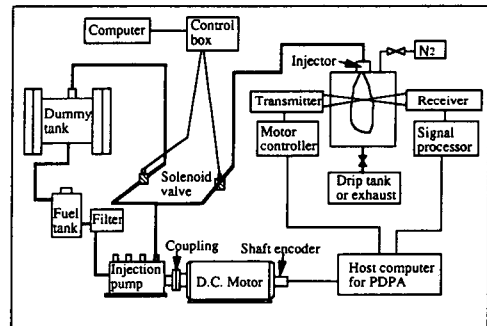 Computer
Control
box
Injector
N2
Transmitter
Receiver
Dummy
tank
Motor
controller
Signal
processor
Solenoid
valve
Drip tank
or exhaust
Fuel
tank
Filter
Coupling
Shaft encoder
Injection
pump
D.C. Motor
Host computer
for PDPA